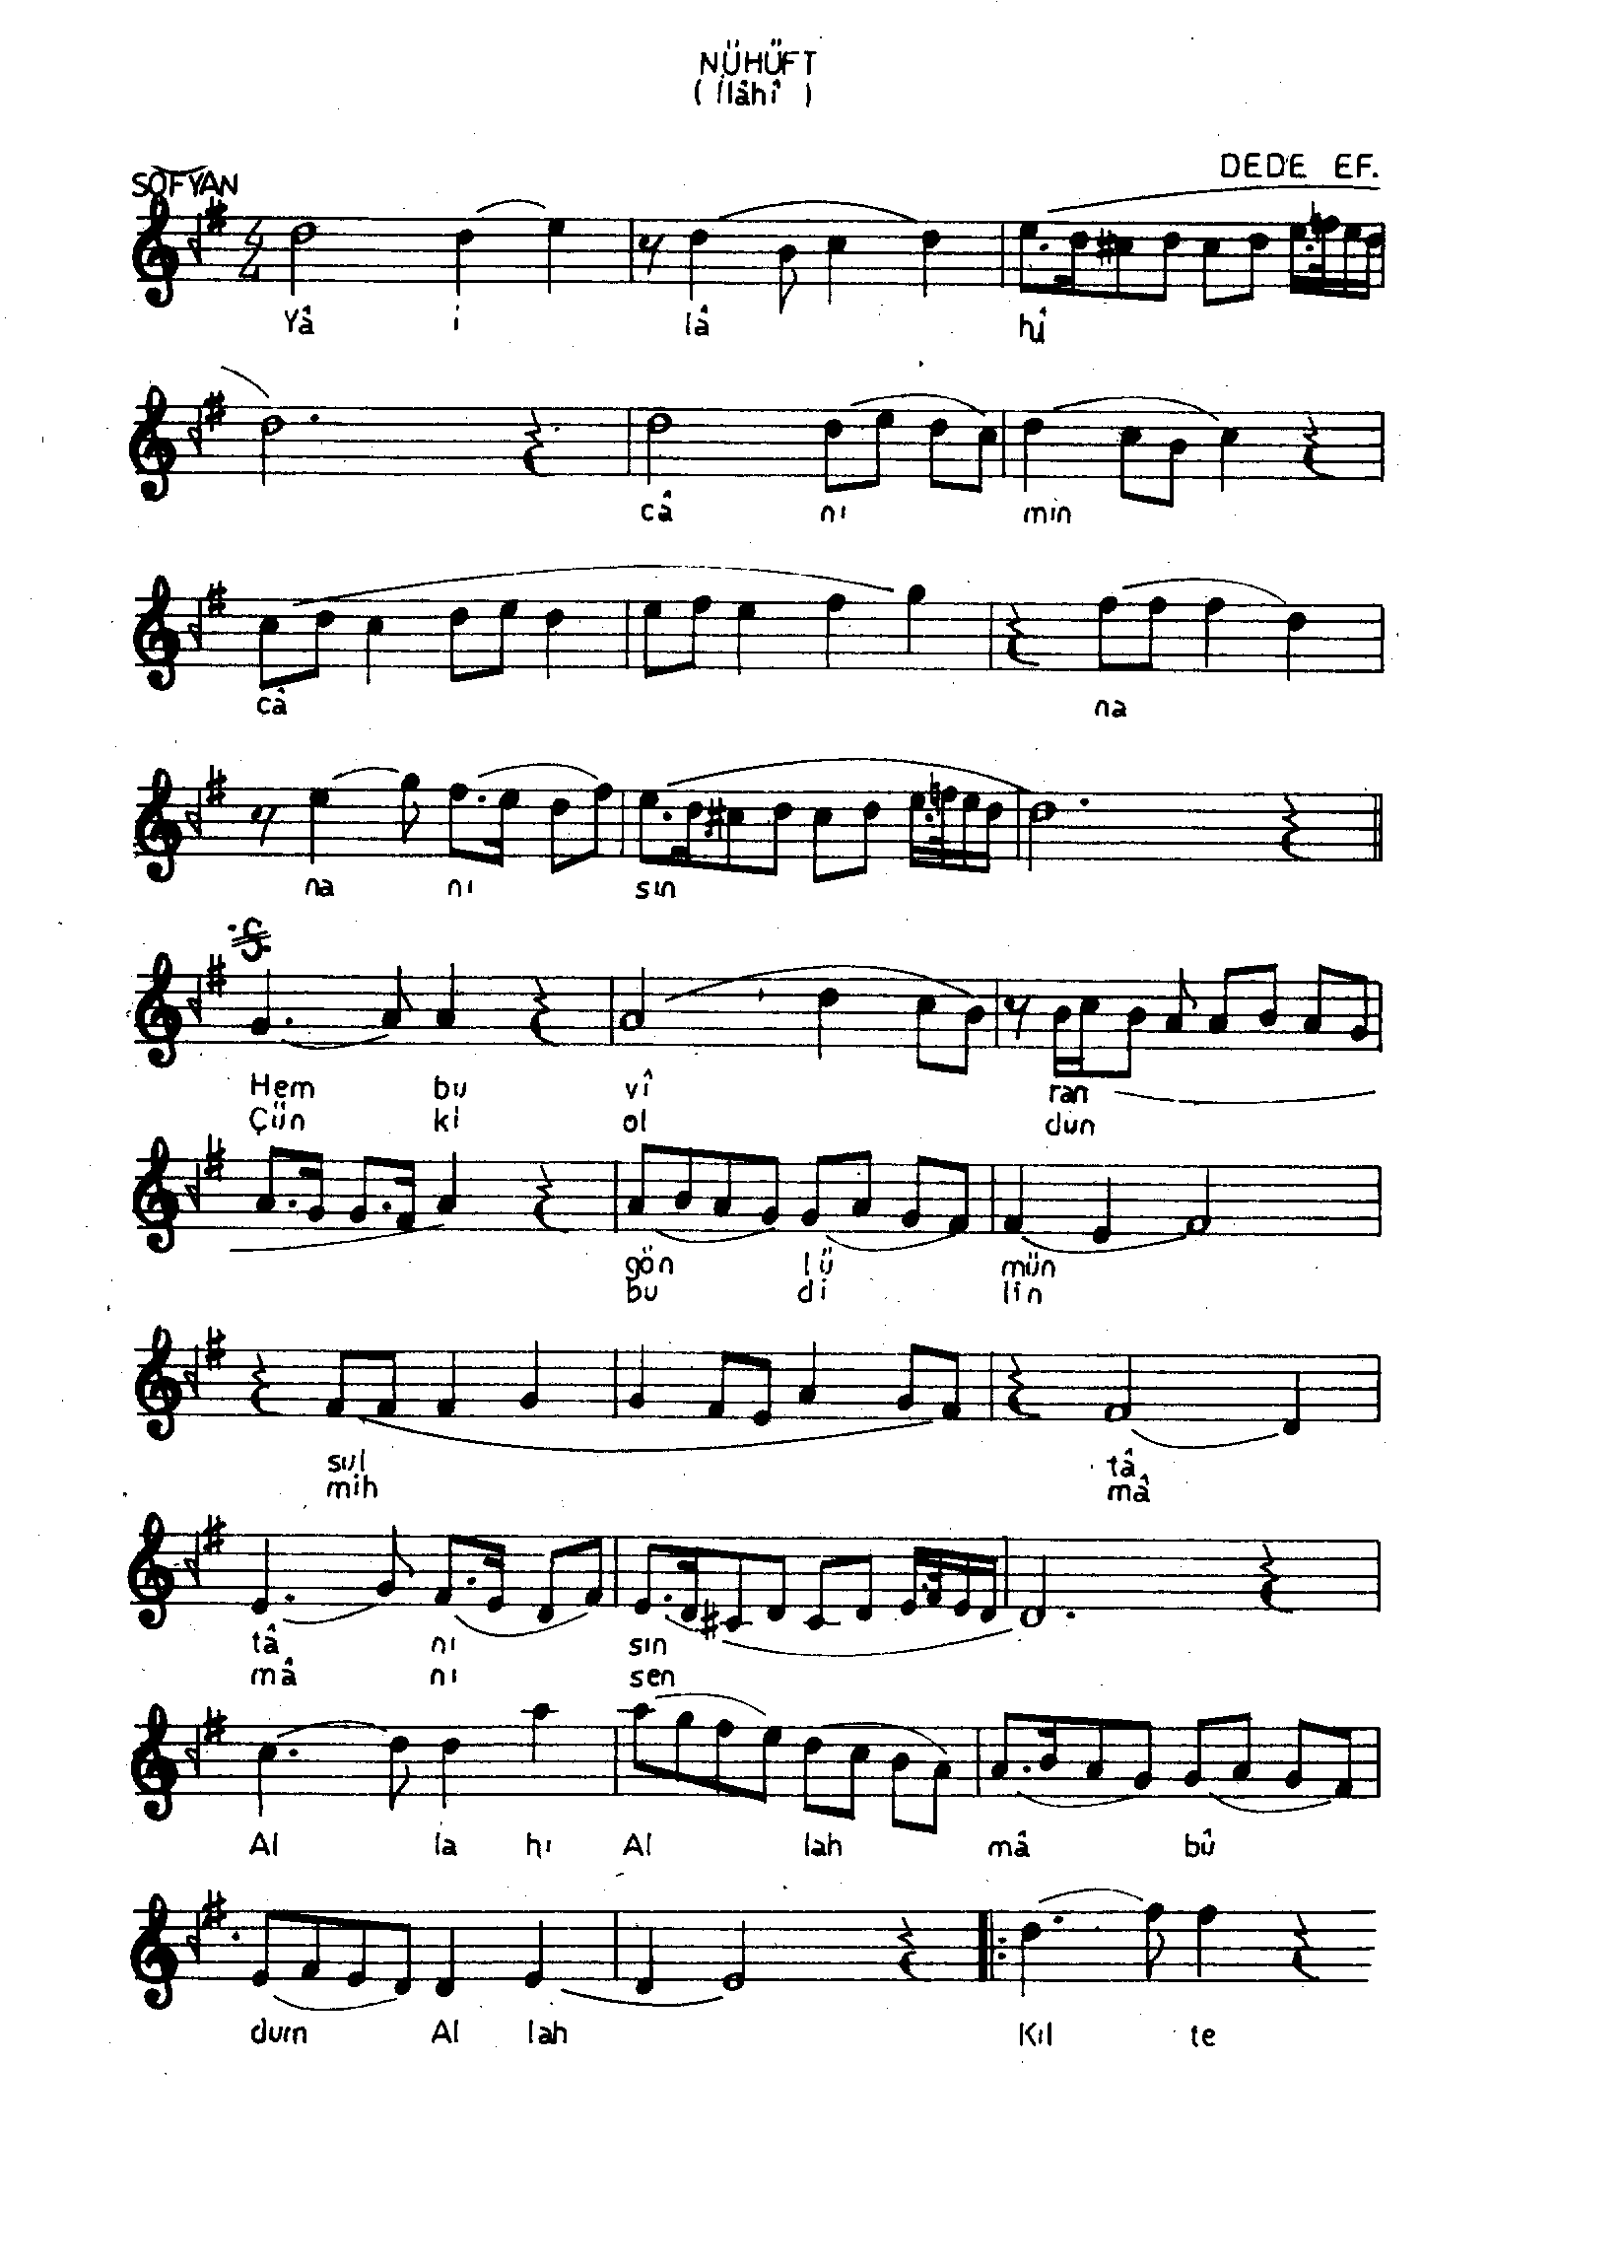 NÜHÜFT
(İlâhî)
SOFYAN
DEDE EF.
Yâ i lâ hî
câ nı mın
câ na
na nı sın
Hem bu vî ran
Çün ki ol dun
gön lü mün
bu di lin
sul tâ
mih mâ
tâ nı sın
mâ nı sen
Al la hı Al lah mâ bû
dum Al lah Kıl te